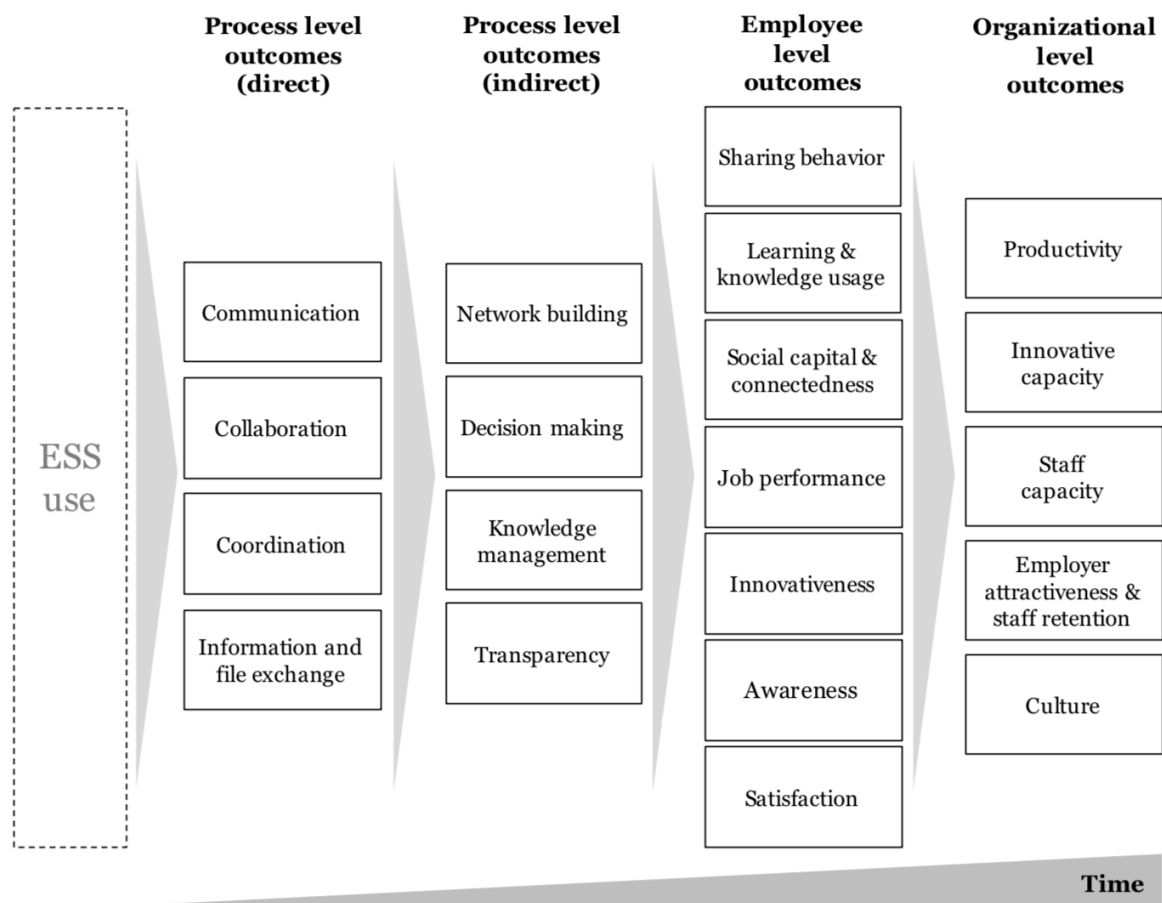 Process level
outcomes
(direct)
Process level
outcomes
(indirect)
Employee
level
outcomes
Organizational
level
outcomes
ESS
use
Communication
Collaboration
Coordination
Information and
file exchange
Network building
Decision making
Knowledge
management
Transparency
Sharing behavior
Learning &
knowledge usage
Social capital &
connectedness
Job performance
Innovativeness
Awareness
Satisfaction
Productivity
Innovative
capacity
Staff
capacity
Employer
attractiveness &
staff retention
Culture
Time